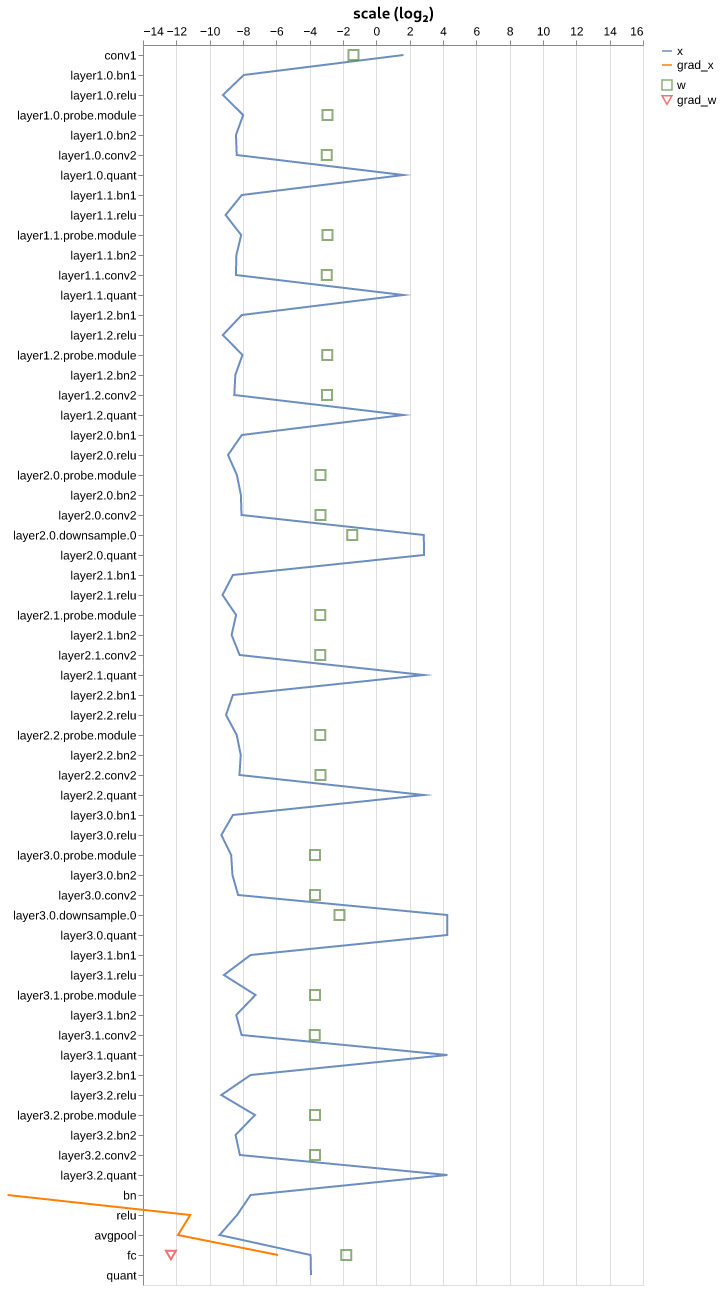 scale (log₂)
−14 −12 −10 −8 −6 −4 −2 0 2 4 6 8 10 12 14 16
x
grad_x
w
grad_w
conv1
layer1.0.bn1
layer1.0.relu
layer1.0.probe.module
layer1.0.bn2
layer1.0.conv2
layer1.0.quant
layer1.1.bn1
layer1.1.relu
layer1.1.probe.module
layer1.1.bn2
layer1.1.conv2
layer1.1.quant
layer1.2.bn1
layer1.2.relu
layer1.2.probe.module
layer1.2.bn2
layer1.2.conv2
layer1.2.quant
layer2.0.bn1
layer2.0.relu
layer2.0.probe.module
layer2.0.bn2
layer2.0.conv2
layer2.0.downsample.0
layer2.0.quant
layer2.1.bn1
layer2.1.relu
layer2.1.probe.module
layer2.1.bn2
layer2.1.conv2
layer2.1.quant
layer2.2.bn1
layer2.2.relu
layer2.2.probe.module
layer2.2.bn2
layer2.2.conv2
layer2.2.quant
layer3.0.bn1
layer3.0.relu
layer3.0.probe.module
layer3.0.bn2
layer3.0.conv2
layer3.0.downsample.0
layer3.0.quant
layer3.1.bn1
layer3.1.relu
layer3.1.probe.module
layer3.1.bn2
layer3.1.conv2
layer3.1.quant
layer3.2.bn1
layer3.2.relu
layer3.2.probe.module
layer3.2.bn2
layer3.2.conv2
layer3.2.quant
bn
relu
avgpool
fc
quant